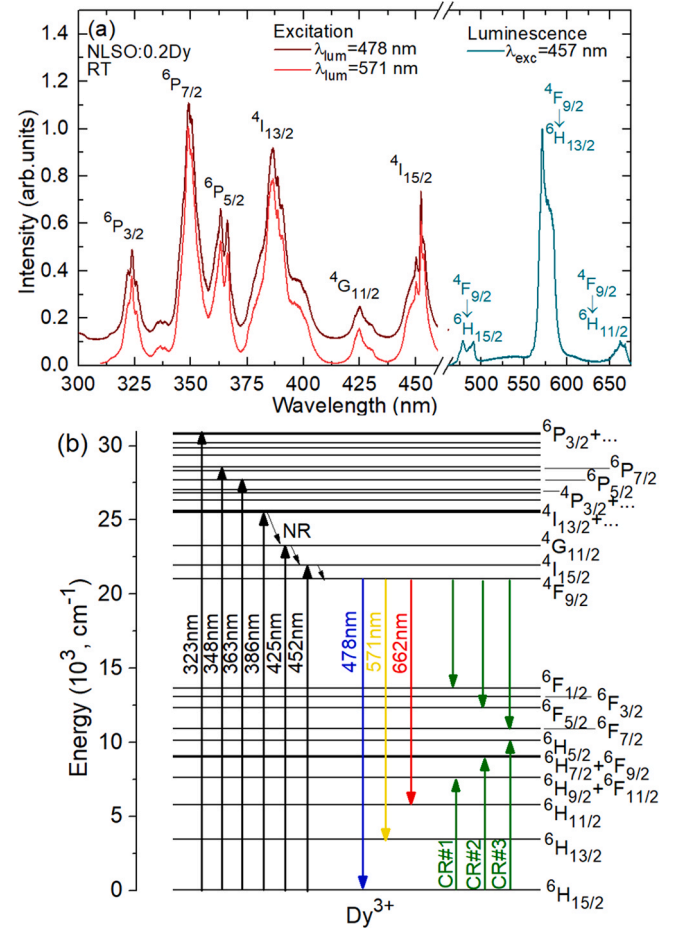 (a)
NLSO:0.2Dy
RT
Excitation
λlum=478 nm
λlum=571 nm
Luminescence
λexc=457 nm
6P3/2
6P7/2
6P5/2
4I13/2
4G11/2
4I15/2
4F9/2
↓
6H15/2
4F9/2
↓
6H13/2
4F9/2
↓
6H11/2
Intensity (arb.units)
1.4
1.2
1.0
0.8
0.6
0.4
0.2
0.0
300 325 350 375 400 425 450 500 550 600 650
Wavelength (nm)
(b)
Energy (10³, cm⁻¹)
30
25
20
15
10
5
0
NR
323nm
348nm
363nm
386nm
425nm
452nm
478nm
571nm
662nm
CR#1
CR#2
CR#3
6P3/2+...
6P7/2
6P5/2
4P3/2+...
4I13/2+...
4G11/2
4I15/2
4F9/2
6F1/2
6F3/2
6F5/2
6F7/2
6H5/2
6H7/2+6F9/2
6H9/2+6F11/2
6H11/2
6H13/2
6H15/2
Dy3+